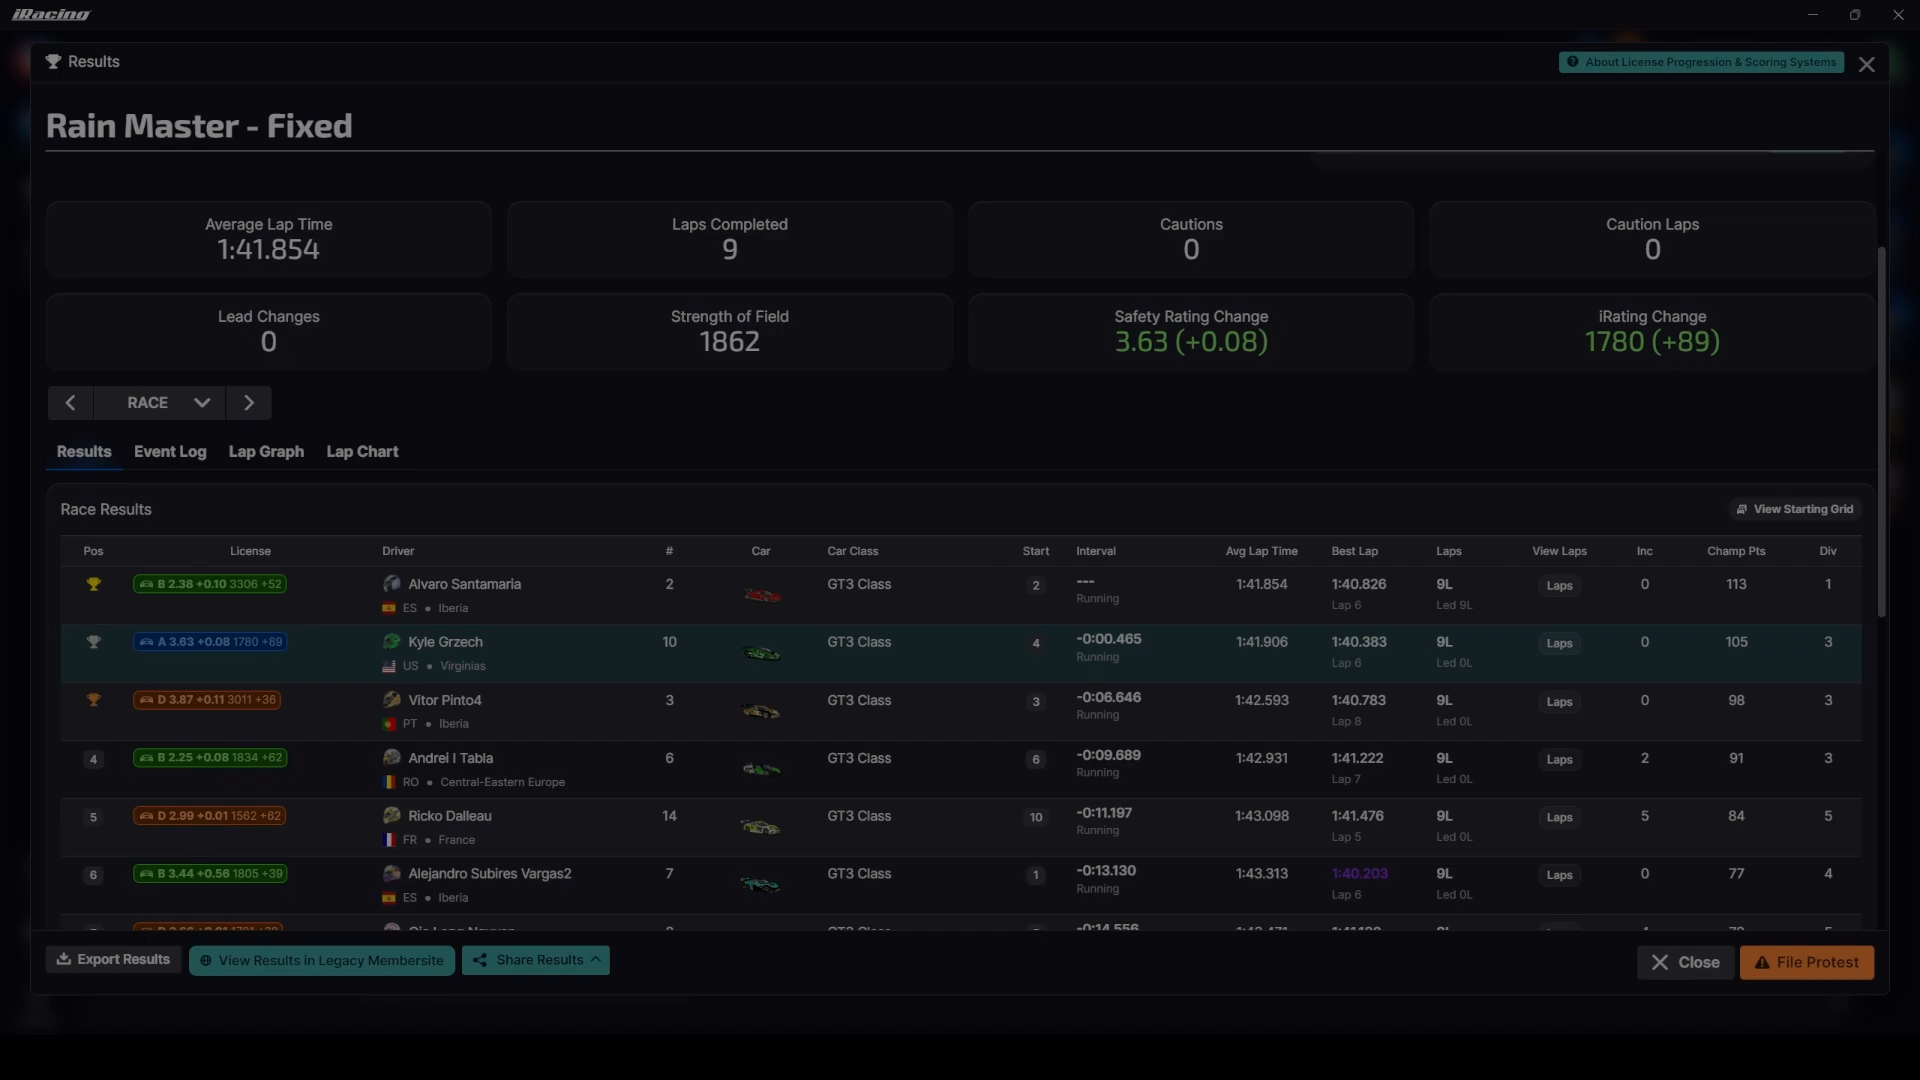 iRacing
Results
About License Progression & Scoring Systems
Rain Master - Fixed
Average Lap Time
1:41.854
Laps Completed
9
Cautions
0
Caution Laps
0
Lead Changes
0
Strength of Field
1862
Safety Rating Change
3.63 (+0.08)
iRating Change
1780 (+89)
RACE
Results Event Log Lap Graph Lap Chart
Race Results
View Starting Grid
Pos License Driver # Car Car Class Start Interval Avg Lap Time Best Lap Laps View Laps Inc Champ Pts Div
B 2.38 +0.10 3306 +52 Alvaro Santamaria 2 GT3 Class 2 --- 1:41.854 1:40.826 9L Laps 0 113 1
ES • Iberia Running Lap 6 Led 9L
A 3.63 +0.08 1780 +89 Kyle Grzech 10 GT3 Class 4 -0:00.465 1:41.906 1:40.383 9L Laps 0 105 3
US • Virginias Running Lap 6 Led 0L
D 3.87 +0.11 3011 +36 Vitor Pinto4 3 GT3 Class 3 -0:06.646 1:42.593 1:40.783 9L Laps 0 98 3
PT • Iberia Running Lap 8 Led 0L
4 B 2.25 +0.08 1834 +62 Andrei I Tabla 6 GT3 Class 6 -0:09.689 1:42.931 1:41.222 9L Laps 2 91 3
RO • Central-Eastern Europe Running Lap 7 Led 0L
5 D 2.99 +0.01 1562 +62 Ricko Dalleau 14 GT3 Class 10 -0:11.197 1:43.098 1:41.476 9L Laps 5 84 5
FR • France Running Lap 5 Led 0L
6 B 3.44 +0.56 1805 +39 Alejandro Subires Vargas2 7 GT3 Class 1 -0:13.130 1:43.313 1:40.203 9L Laps 0 77 4
ES • Iberia Running Lap 6 Led 0L
GT3 Class -0:14.556 9L
Export Results
View Results in Legacy Membersite
Share Results
Close
File Protest